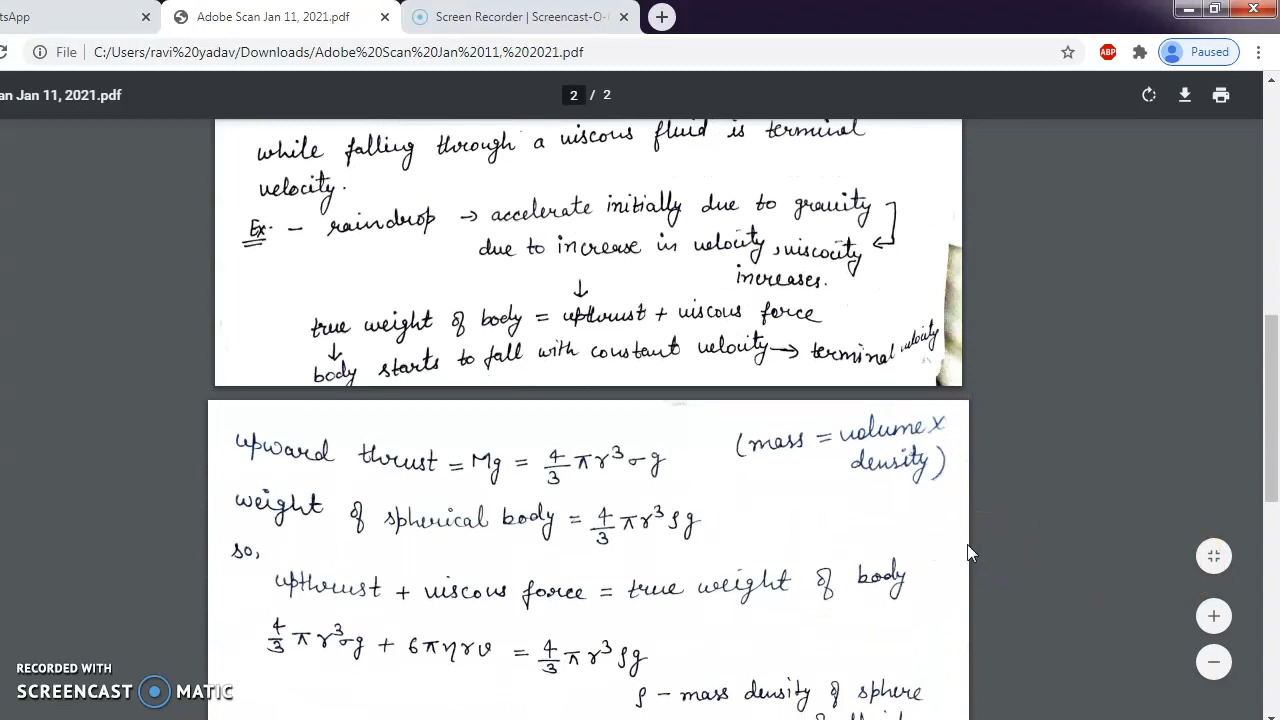 tsApp
Adobe Scan Jan 11, 2021.pdf
Screen Recorder | Screencast-O-
File
C:/Users/ravi%20yadav/Downloads/Adobe%20Scan%20Jan%2011,%202021.pdf
ABP
Paused
an Jan 11, 2021.pdf
2 / 2
while falling through a viscous fluid is terminal
velocity.
Ex. - raindrop → accelerate initially due to gravity
due to increase in velocity, viscocity
increases.
↓
true weight of body = upthrust + viscous force
↓
body starts to fall with constant velocity → terminal velocity
upward thrust = Mg = 4/3 πr³σg (mass = volume x
density)
weight of spherical body = 4/3 πr³ρg
so,
upthrust + viscous force = true weight of body
4/3 πr³σg + 6πηrv = 4/3 πr³ρg
ρ - mass density of sphere
RECORDED WITH
SCREENCAST MATIC